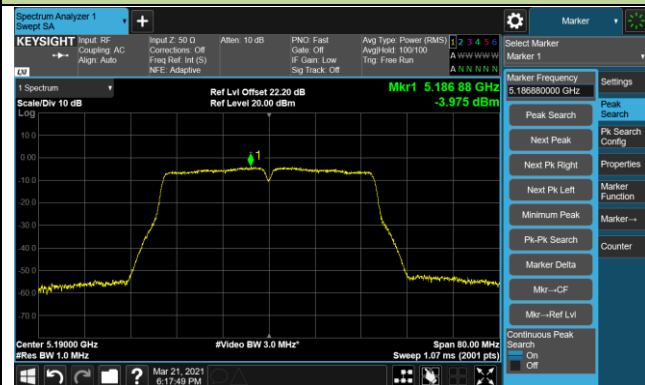 Spectrum Analyzer 1
Swept SA
Marker
KEYSIGHT
Input: RF
Coupling: AC
Align: Auto
Input Z: 50 Ω
Corrections: Off
Freq Ref: Int (S)
NFE: Adaptive
Atten: 10 dB
PNO: Fast
Gate: Off
IF Gain: Low
Sig Track: Off
Avg Type: Power (RMS)
Avg|Hold: 100/100
Trig: Free Run
1 2 3 4 5 6
A W W W W W
A N N N N N
LXI
Select Marker
Marker 1
1 Spectrum
Scale/Div 10 dB
Log
Ref Lvl Offset 22.20 dB
Ref Level 20.00 dBm
Mkr1 5.186 88 GHz
-3.975 dBm
1
10.0
0.00
-10.0
-20.0
-30.0
-40.0
-50.0
-60.0
-70.0
Center 5.19000 GHz
#Res BW 1.0 MHz
#Video BW 3.0 MHz*
Span 80.00 MHz
Sweep 1.07 ms (2001 pts)
Marker Frequency
5.186880000 GHz
Peak Search
Next Peak
Next Pk Right
Next Pk Left
Minimum Peak
Pk-Pk Search
Marker Delta
Mkr→CF
Mkr→Ref Lvl
Continuous Peak
Search
On
Off
Settings
Peak
Search
Pk Search
Config
Properties
Marker
Function
Marker→
Counter
Mar 21, 2021
6:17:49 PM